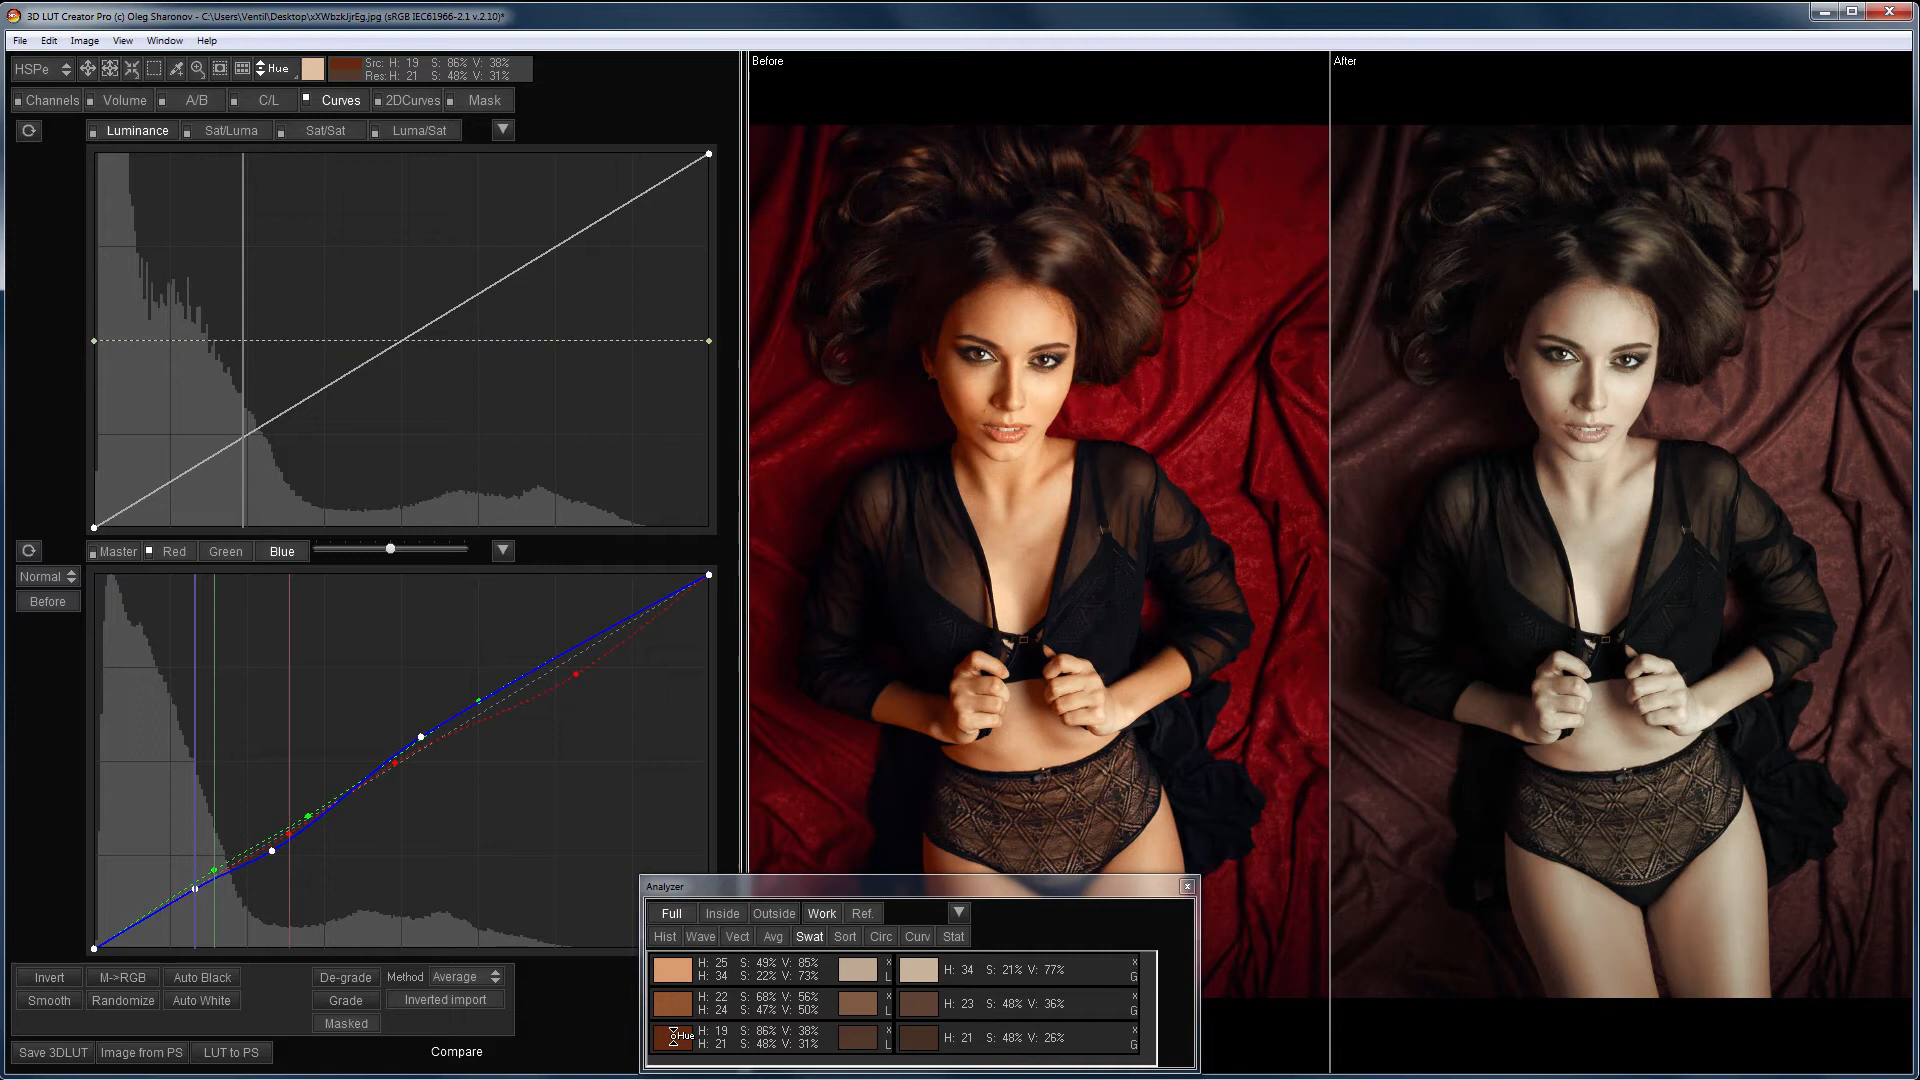 3D LUT Creator Pro (c) Oleg Sharonov - C:\Users\Ventil\Desktop\xXWbzkJjrEg.jpg (sRGB IEC61966-2.1 v.2.10)*
File Edit Image View Window Help
HSPe Hue Src: H: 19 S: 86% V: 38%
Res: H: 21 S: 48% V: 31%
Channels Volume A/B C/L Curves 2DCurves Mask
Luminance Sat/Luma Sat/Sat Luma/Sat
Before
After
Master Red Green Blue
Normal
Before
Invert M->RGB Auto Black De-grade Method Average
Smooth Randomize Auto White Grade Inverted import
Masked
Save 3DLUT Image from PS LUT to PS Compare
Analyzer
Full Inside Outside Work Ref.
Hist Wave Vect Avg Swat Sort Circ Curv Stat
H: 25 S: 49% V: 85% x
H: 34 S: 22% V: 73% L
H: 34 S: 21% V: 77% x
G
H: 22 S: 68% V: 56% x
H: 24 S: 47% V: 50% L
H: 23 S: 48% V: 36% x
G
Hue
H: 19 S: 86% V: 38% x
H: 21 S: 48% V: 31% L
H: 21 S: 48% V: 26% x
G